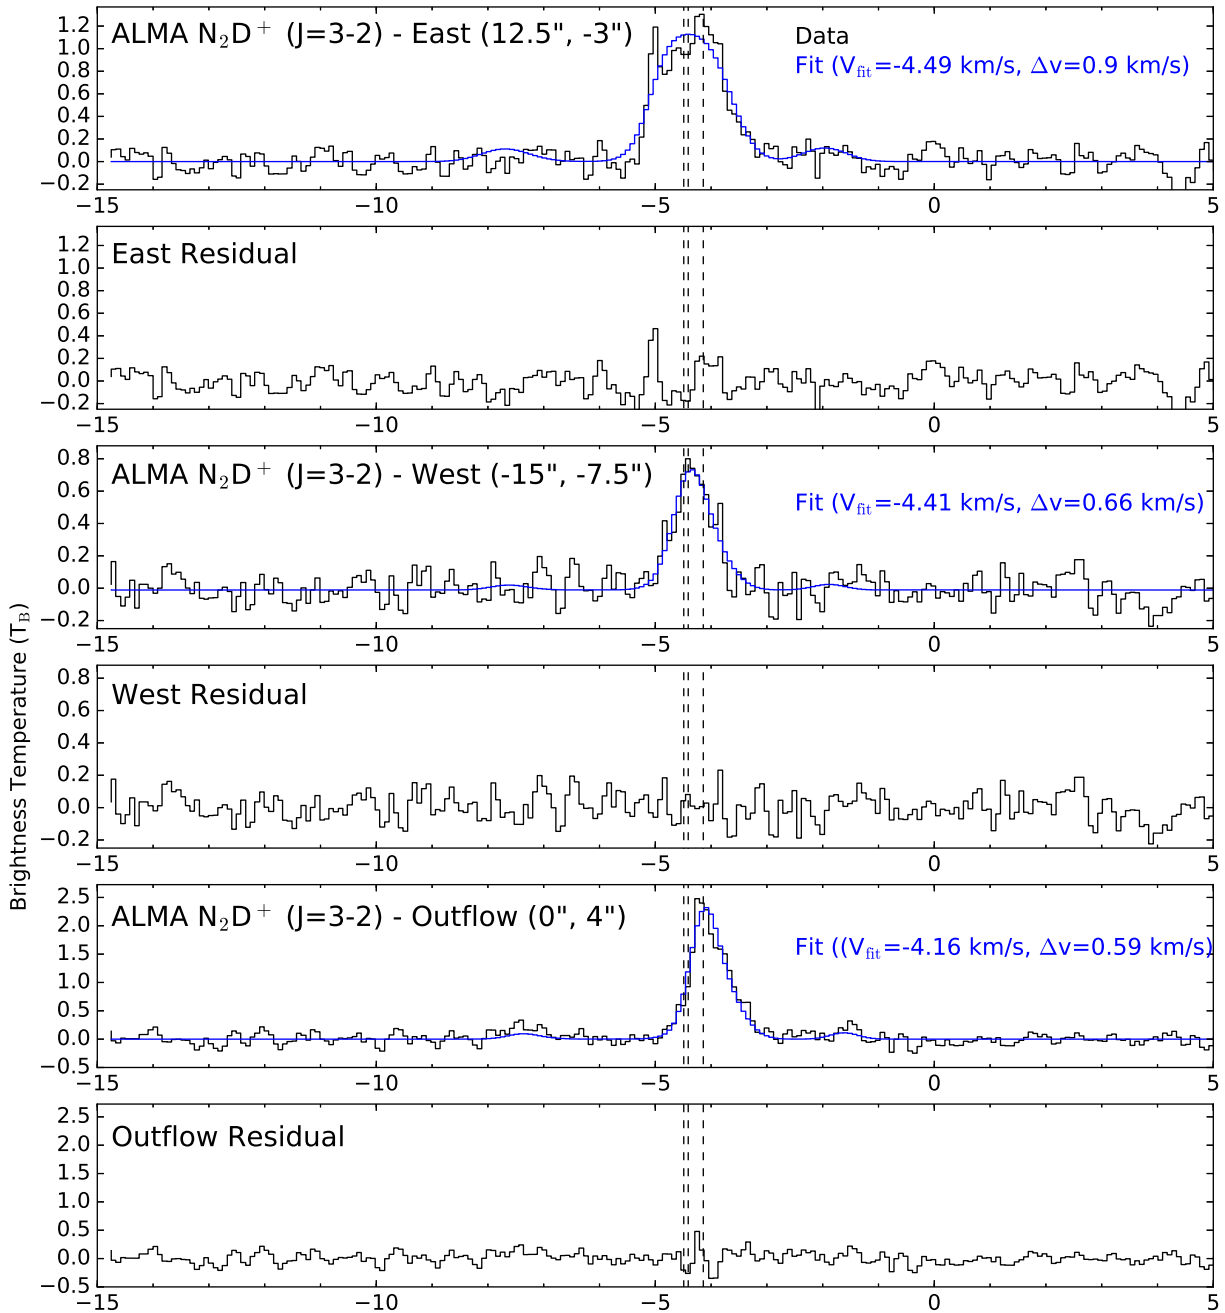 ALMA N₂D⁺ (J=3-2) - East (12.5", -3")
Data
Fit (V_fit=-4.49 km/s, Δv=0.9 km/s)
1.2
1.0
0.8
0.6
0.4
0.2
0.0
−0.2
−15 −10 −5 0 5
East Residual
1.2
1.0
0.8
0.6
0.4
0.2
0.0
−0.2
−15 −10 −5 0 5
ALMA N₂D⁺ (J=3-2) - West (-15", -7.5")
Fit (V_fit=-4.41 km/s, Δv=0.66 km/s)
0.8
0.6
0.4
0.2
0.0
−0.2
−15 −10 −5 0 5
Brightness Temperature (T_B)
West Residual
0.8
0.6
0.4
0.2
0.0
−0.2
−15 −10 −5 0 5
ALMA N₂D⁺ (J=3-2) - Outflow (0", 4")
Fit ((V_fit=-4.16 km/s, Δv=0.59 km/s)
2.5
2.0
1.5
1.0
0.5
0.0
−0.5
−15 −10 −5 0 5
Outflow Residual
2.5
2.0
1.5
1.0
0.5
0.0
−0.5
−15 −10 −5 0 5